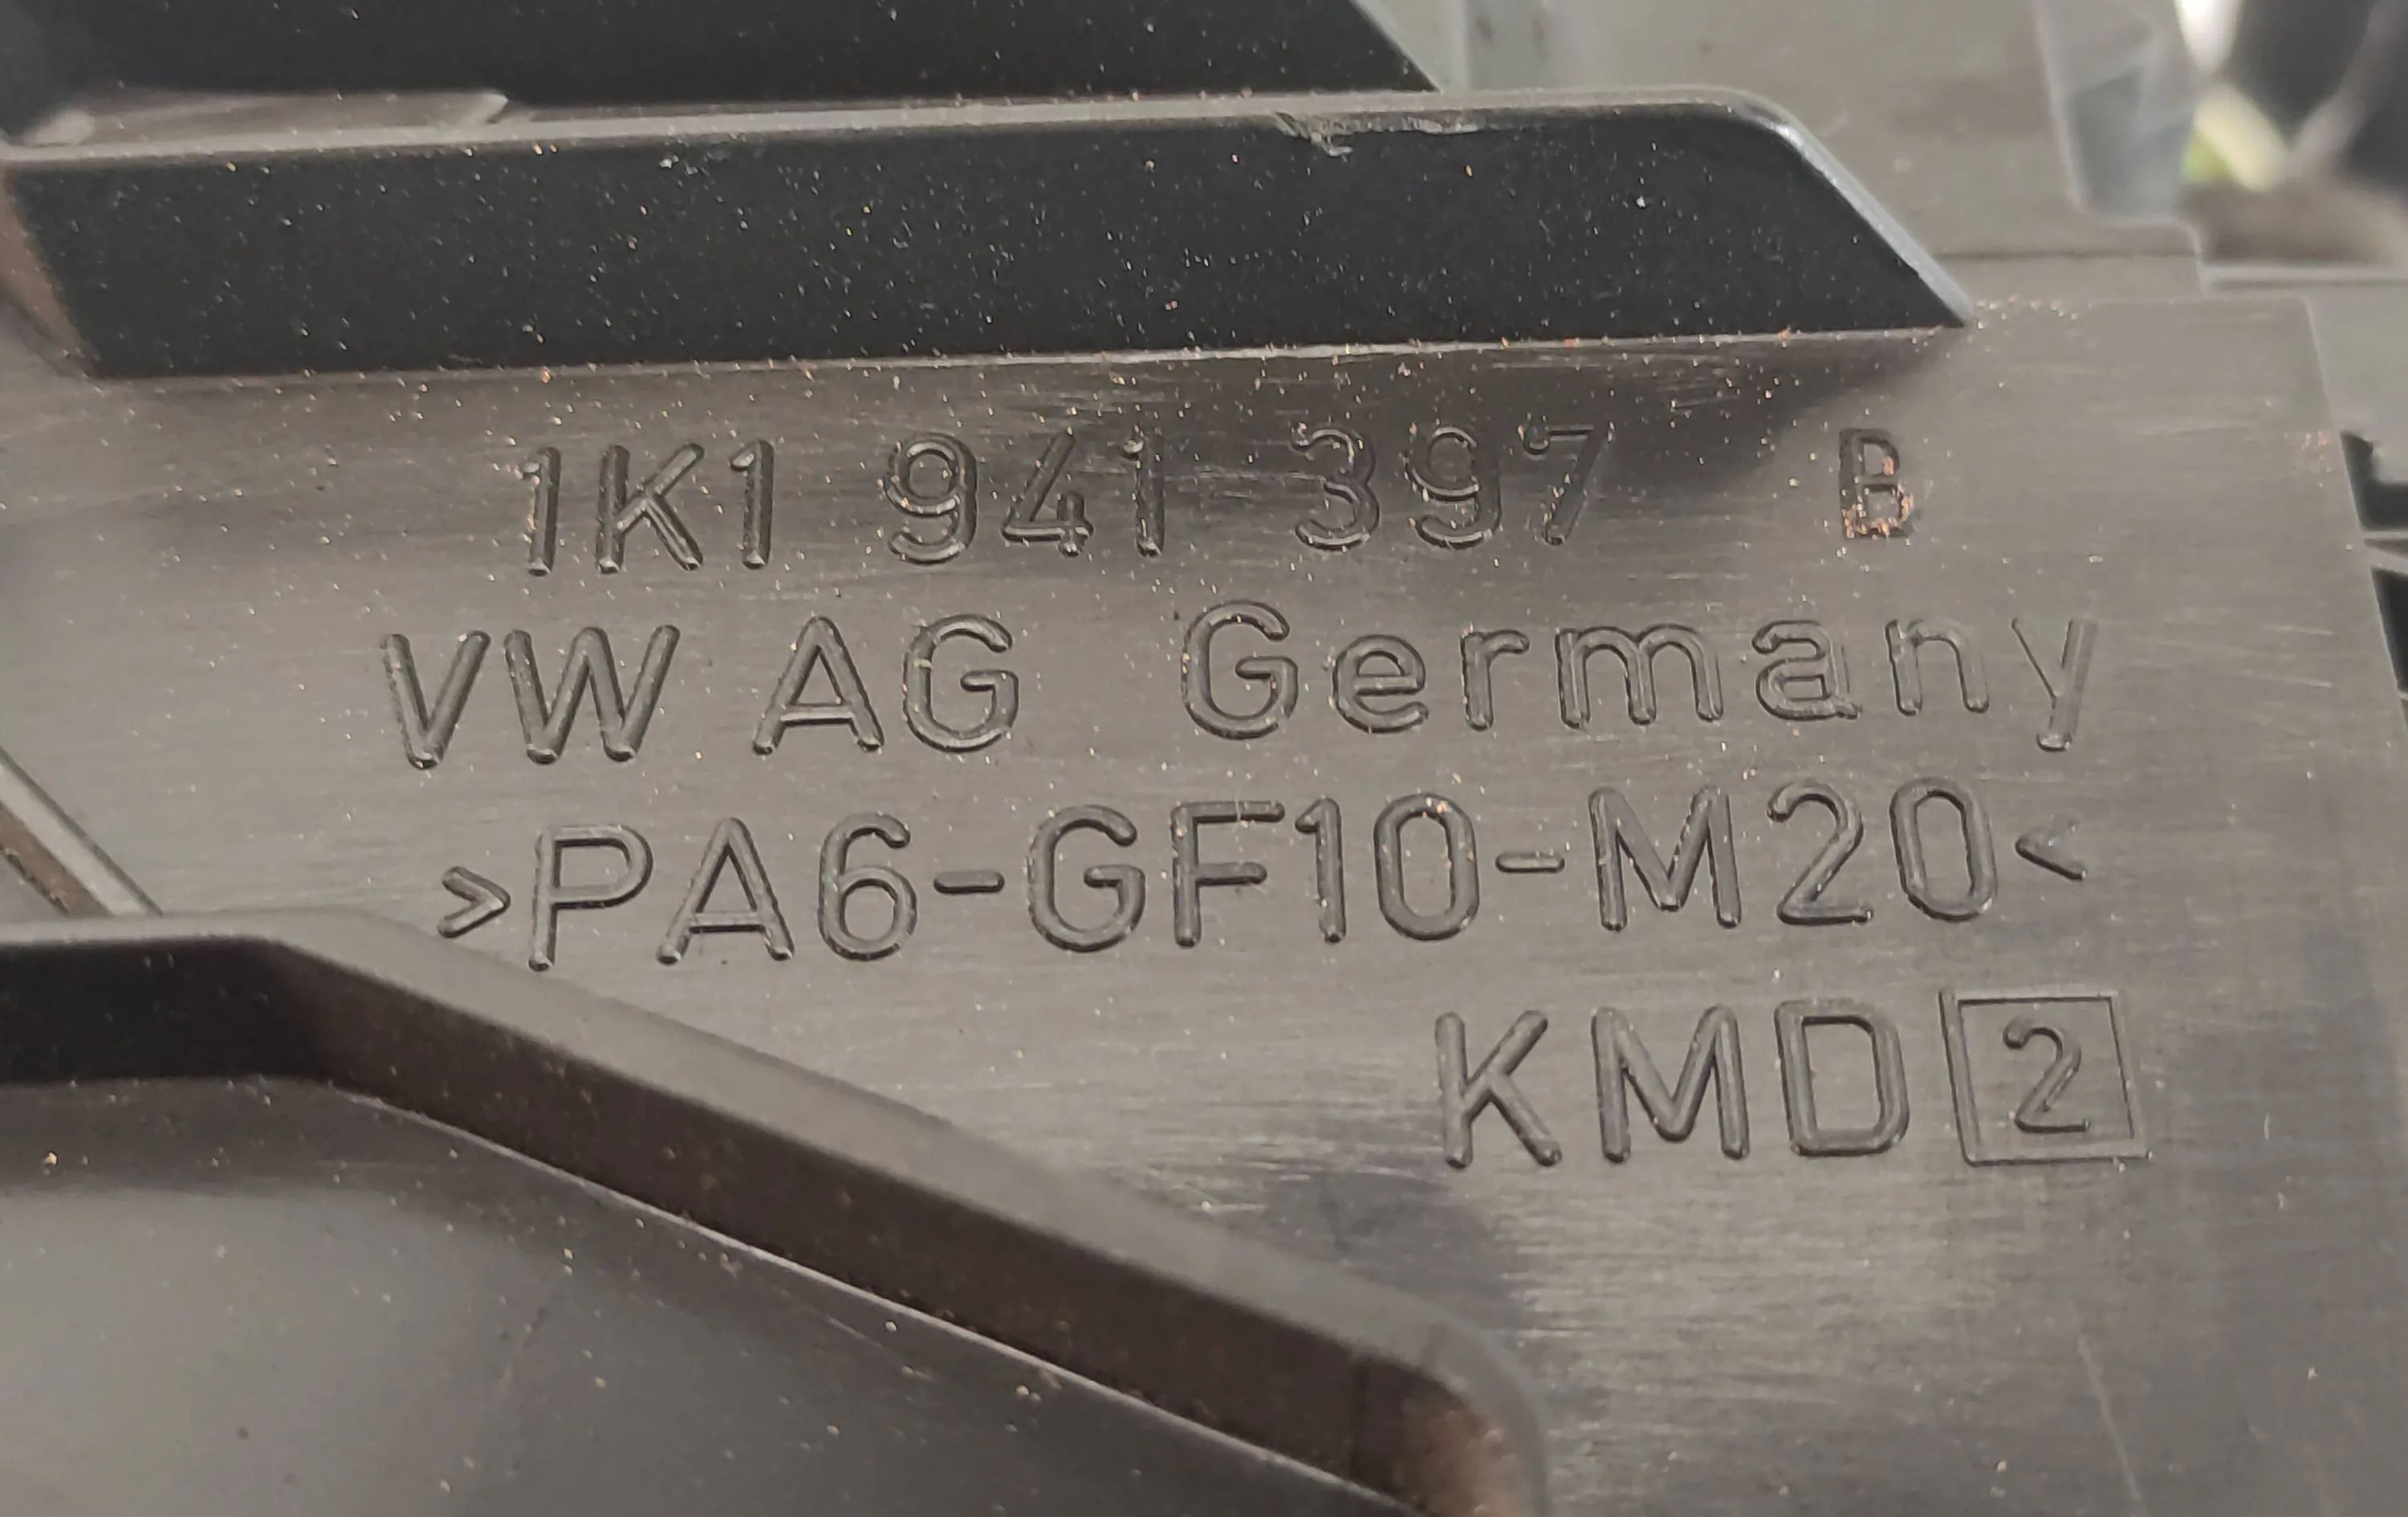 1K1 941 397 B
VW AG Germany
>PA6-GF10-M20<
KMD 2